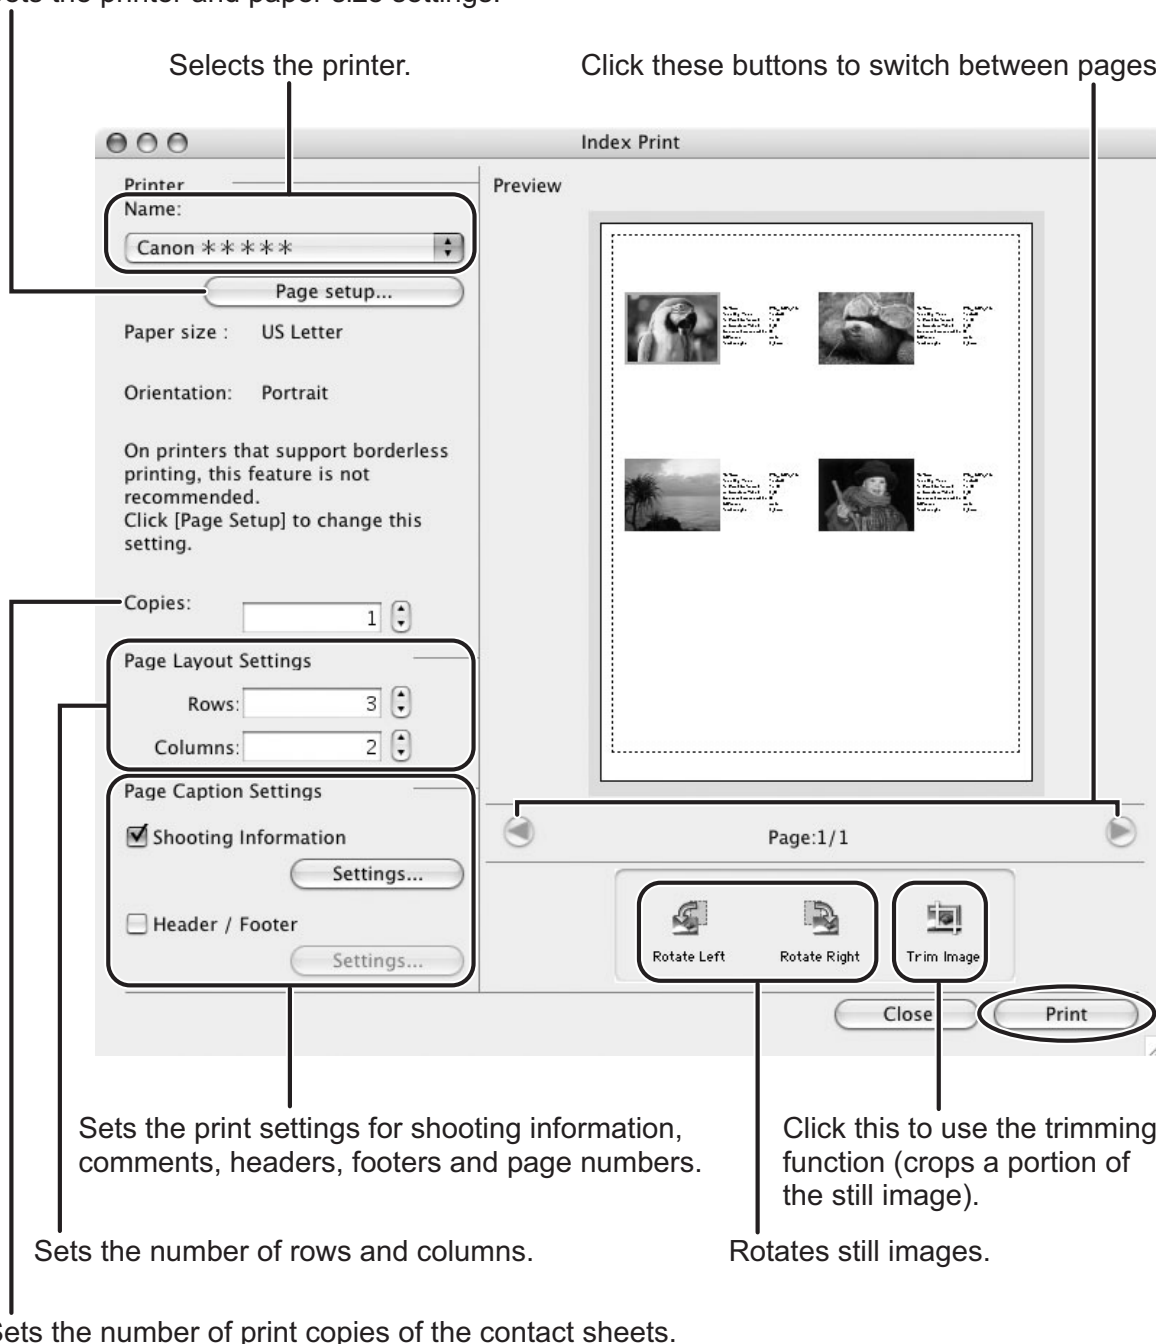 the printer and paper size settings.
Selects the printer.
Click these buttons to switch between pages
Index Print
Printer
Name:
Canon ✳✳✳✳✳
Page setup...
Paper size : US Letter
Orientation: Portrait
On printers that support borderless
printing, this feature is not
recommended.
Click [Page Setup] to change this
setting.
Copies: 1
Page Layout Settings
Rows: 3
Columns: 2
Page Caption Settings
Shooting Information
Settings...
Header / Footer
Settings...
Preview
Page:1/1
Rotate Left
Rotate Right
Trim Image
Close
Print
Sets the print settings for shooting information,
comments, headers, footers and page numbers.
Click this to use the trimming
function (crops a portion of
the still image).
Sets the number of rows and columns.
Rotates still images.
Sets the number of print copies of the contact sheets.